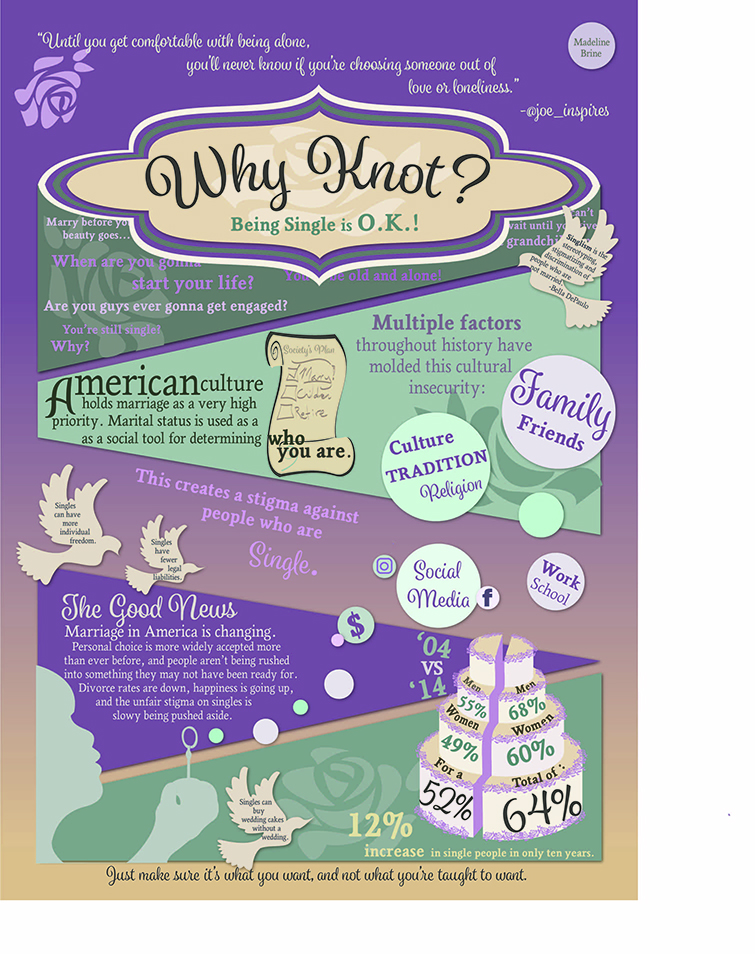 “Until you get comfortable with being alone,
you'll never know if you're choosing someone out of
love or loneliness.”
-@joe_inspires
Madeline
Brine
Why Knot?
Being Single is O.K.!
Marry before yo
beauty goes...
When are you gonna
start your life?
Are you guys ever gonna get engaged?
You're still single!
Why?
old and alone!
an't
wait until you
grandchi
Singlism is the
stereotyping,
stigmatizing and
discrimination of
people who are
not married.
-Bella DePaulo
Multiple factors
throughout history have
molded this cultural
insecurity:
American culture
holds marriage as a very high
priority. Marital status is used as a
as a social tool for determining who
you are.
Society's Plan
Marry!
Retire
Family
Friends
Culture
TRADITION
Religion
This creates a stigma against
people who are
Single.
Singles
can have
more
individual
freedom.
Singles
have
fewer
legal
liabilities.
Social
Media
f
Work
School
The Good News
Marriage in America is changing.
Personal choice is more widely accepted more
than ever before, and people aren't being rushed
into something they may not have been ready for.
Divorce rates are down, happiness is going up,
and the unfair stigma on singles is
slowy being pushed aside.
$
‘04
VS
‘14
Men
55%
Women
49%
For a
52%
Men
68%
Women
60%
Total of :
64%
Singles can
buy
wedding cakes
without a
wedding.
12%
increase in single people in only ten years.
Just make sure it's what you want, and not what you're taught to want.